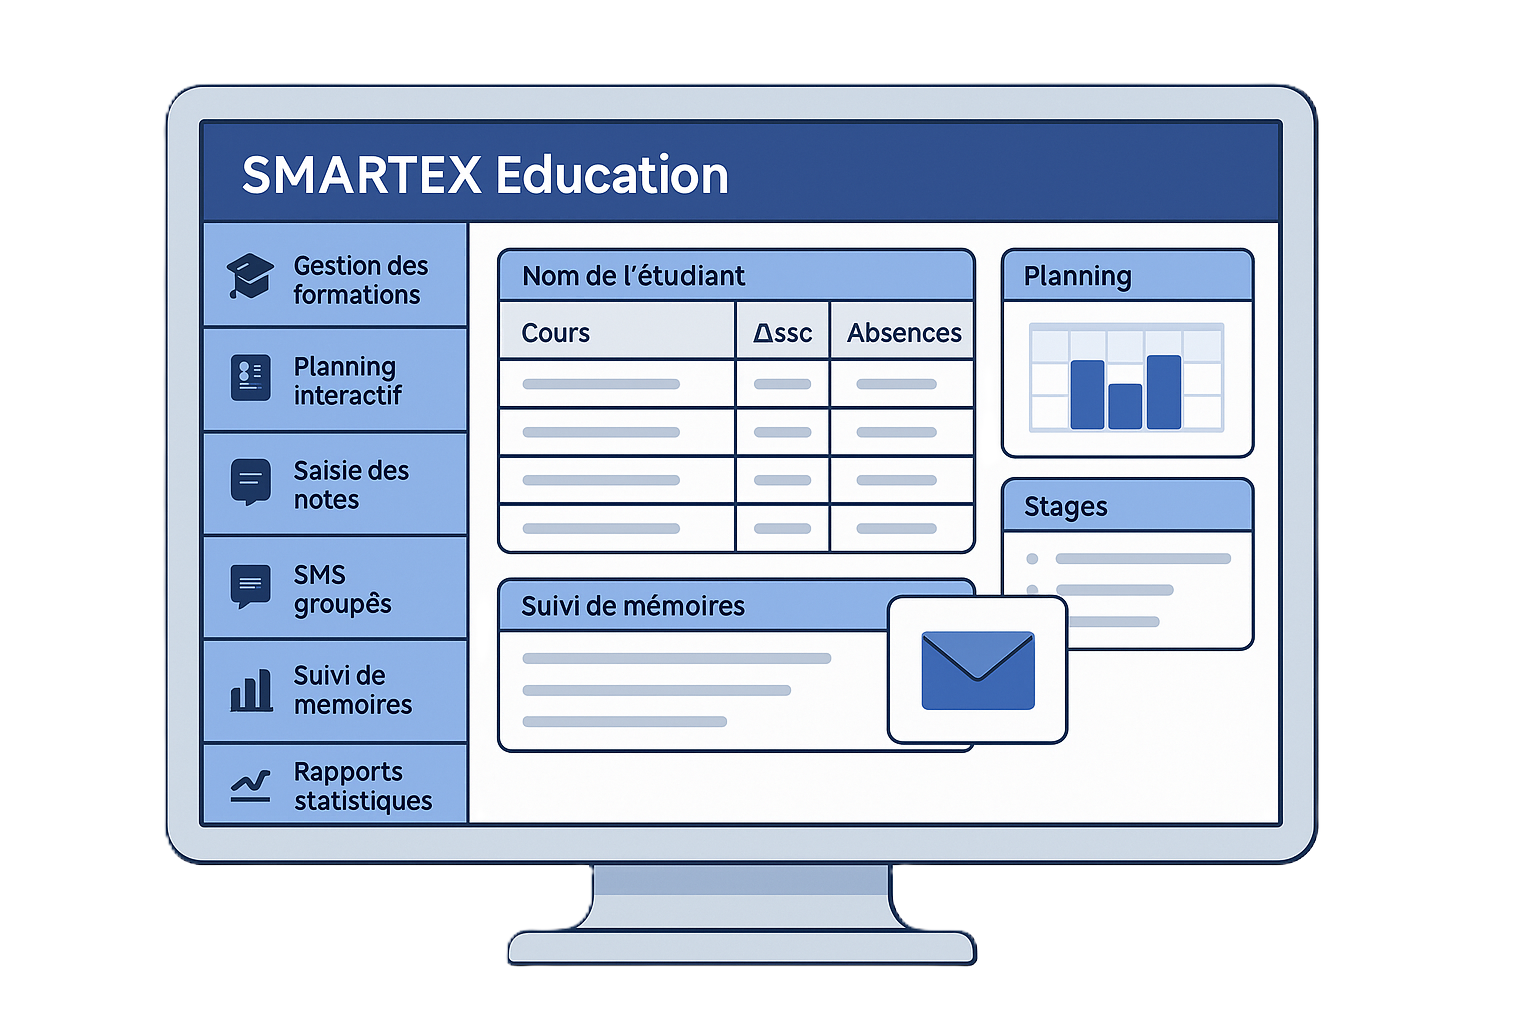 SMARTEX Education
Gestion des
formations
Planning
interactif
Saisie des
notes
SMS
groupês
Suivi de
memoires
Rapports
statistiques
Nom de l'étudiant
Cours
Δssc
Absences
Suivi de mémoires
Planning
Stages